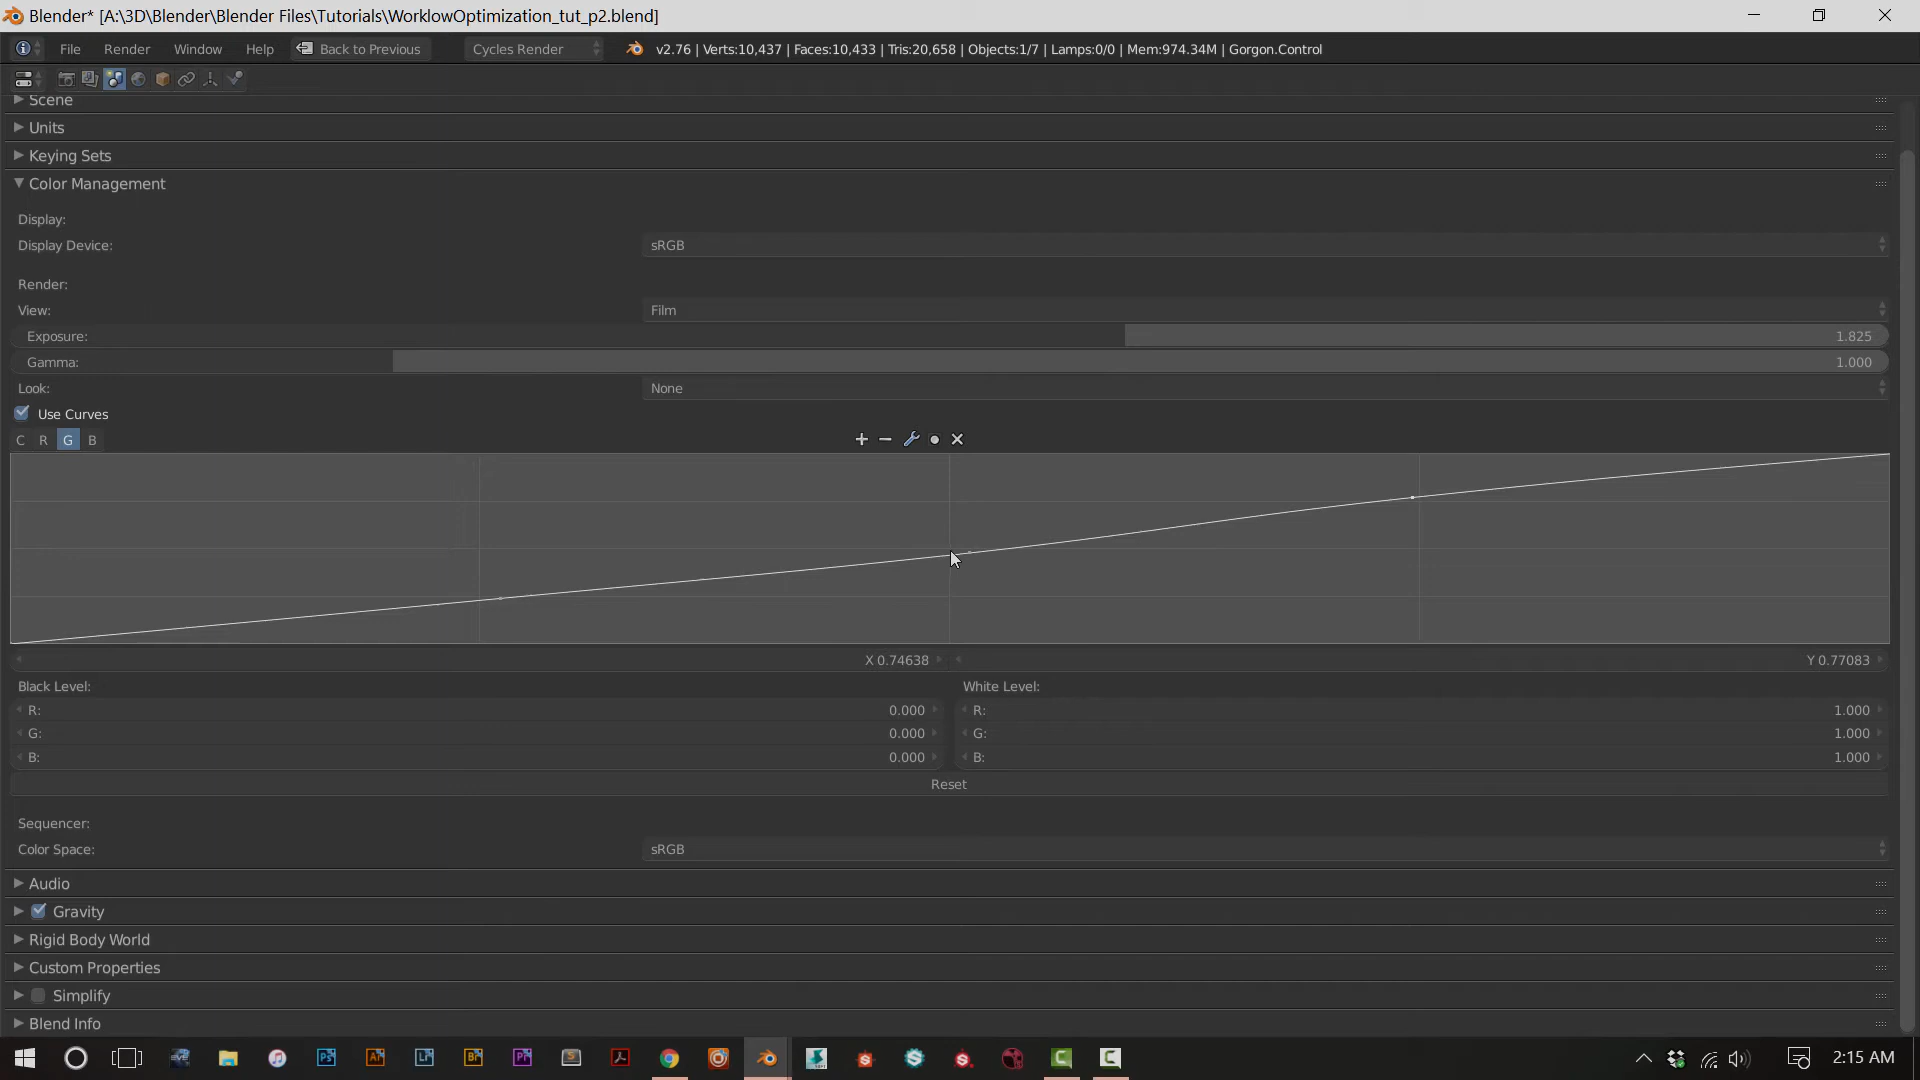 Blender* [A:\3D\Blender\Blender Files\Tutorials\WorklowOptimization_tut_p2.blend]
File Render Window Help Back to Previous Cycles Render v2.76 | Verts:10,437 | Faces:10,433 | Tris:20,658 | Objects:1/7 | Lamps:0/0 | Mem:974.34M | Gorgon.Control
Scene
Units
Keying Sets
Color Management
Display:
Display Device: sRGB
Render:
View: Film
Exposure: 1.825
Gamma: 1.000
Look: None
Use Curves
C R G B
X 0.74638 Y 0.77083
Black Level: White Level:
R: 0.000 R: 1.000
G: 0.000 G: 1.000
B: 0.000 B: 1.000
Reset
Sequencer:
Color Space: sRGB
Audio
Gravity
Rigid Body World
Custom Properties
Simplify
Blend Info
Ps Ai Lr Br Pr S C C 2:15 AM